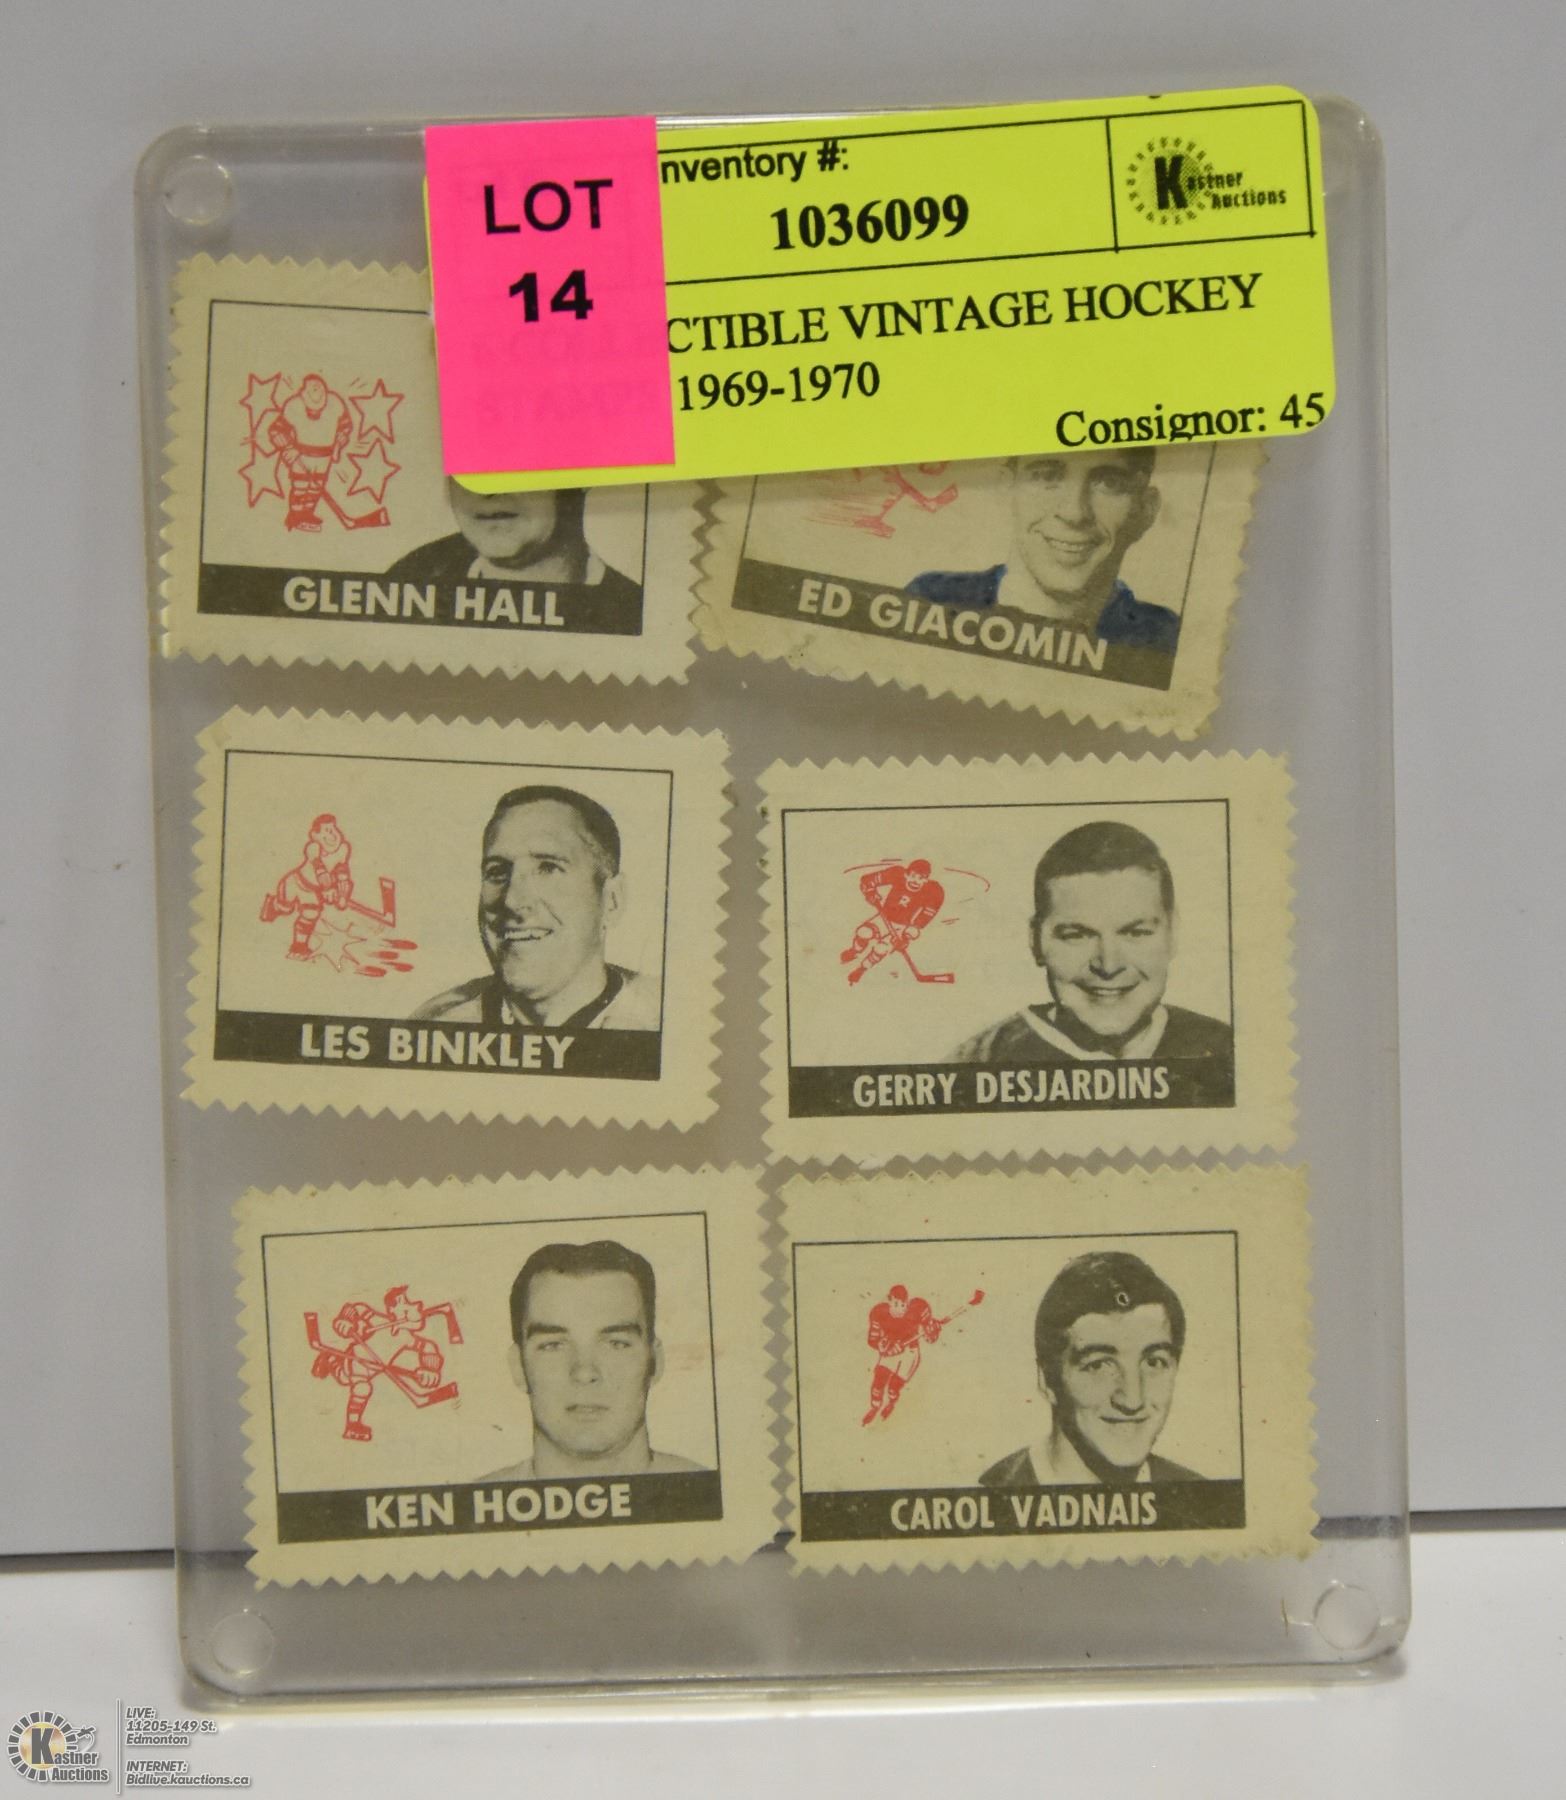 LOT
14
nventory #:
1036099
Kastner
Auctions
CTIBLE VINTAGE HOCKEY
1969-1970
Consignor: 45
GLENN HALL
ED GIACOMIN
LES BINKLEY
R
GERRY DESJARDINS
KEN HODGE
CAROL VADNAIS
Kastner
Auctions
LIVE:
11205-149 St.
Edmonton
INTERNET:
Bidlive.kauctions.ca